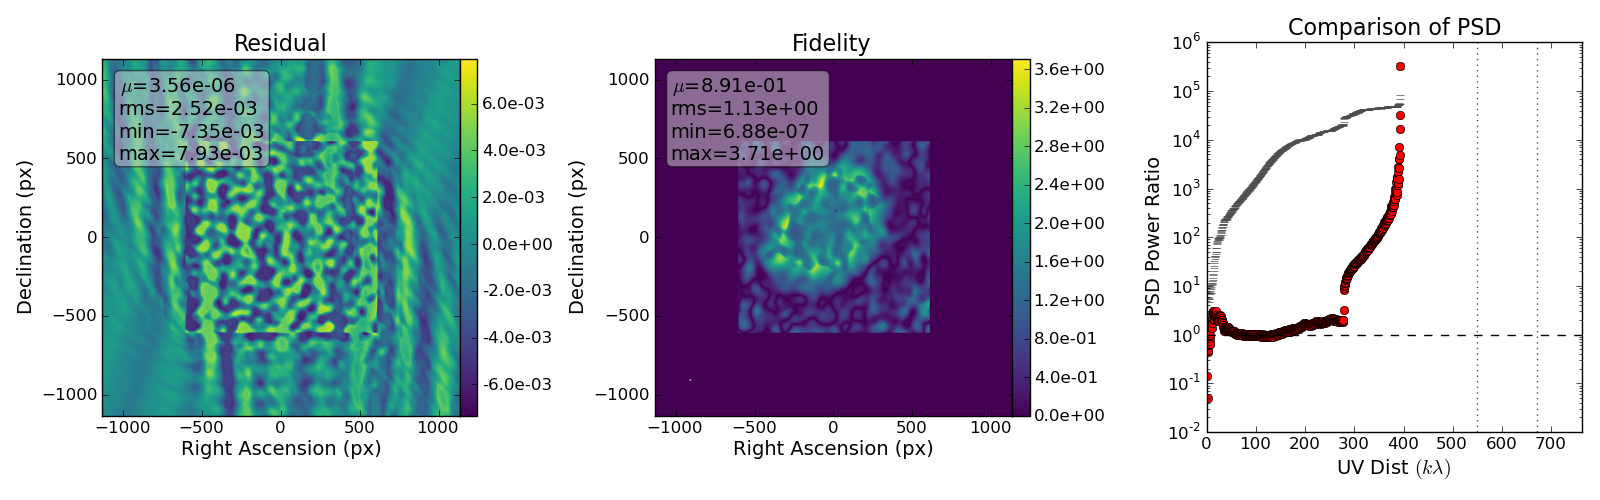 Residual
μ=3.56e-06
rms=2.52e-03
min=-7.35e-03
max=7.93e-03
1000
500
0
−500
−1000
Declination (px)
−1000 −500 0 500 1000
Right Ascension (px)
6.0e-03
4.0e-03
2.0e-03
0.0e+00
-2.0e-03
-4.0e-03
-6.0e-03
Fidelity
μ=8.91e-01
rms=1.13e+00
min=6.88e-07
max=3.71e+00
1000
500
0
−500
−1000
Declination (px)
−1000 −500 0 500 1000
Right Ascension (px)
3.6e+00
3.2e+00
2.8e+00
2.4e+00
2.0e+00
1.6e+00
1.2e+00
8.0e-01
4.0e-01
0.0e+00
Comparison of PSD
10^6
10^5
10^4
10^3
10^2
10^1
10^0
10^-1
10^-2
PSD Power Ratio
0 100 200 300 400 500 600 700
UV Dist (kλ)